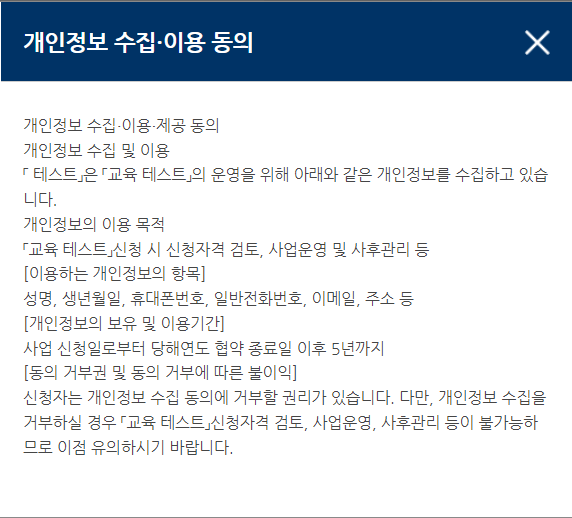 개인정보 수집·이용 동의
개인정보 수집·이용·제공 동의
개인정보 수집 및 이용
「 테스트」은 「교육 테스트」의 운영을 위해 아래와 같은 개인정보를 수집하고 있습
니다.
개인정보의 이용 목적
「교육 테스트」신청 시 신청자격 검토, 사업운영 및 사후관리 등
[이용하는 개인정보의 항목]
성명, 생년월일, 휴대폰번호, 일반전화번호, 이메일, 주소 등
[개인정보의 보유 및 이용기간]
사업 신청일로부터 당해연도 협약 종료일 이후 5년까지
[동의 거부권 및 동의 거부에 따른 불이익]
신청자는 개인정보 수집 동의에 거부할 권리가 있습니다. 다만, 개인정보 수집을
거부하실 경우 「교육 테스트」신청자격 검토, 사업운영, 사후관리 등이 불가능하
므로 이점 유의하시기 바랍니다.